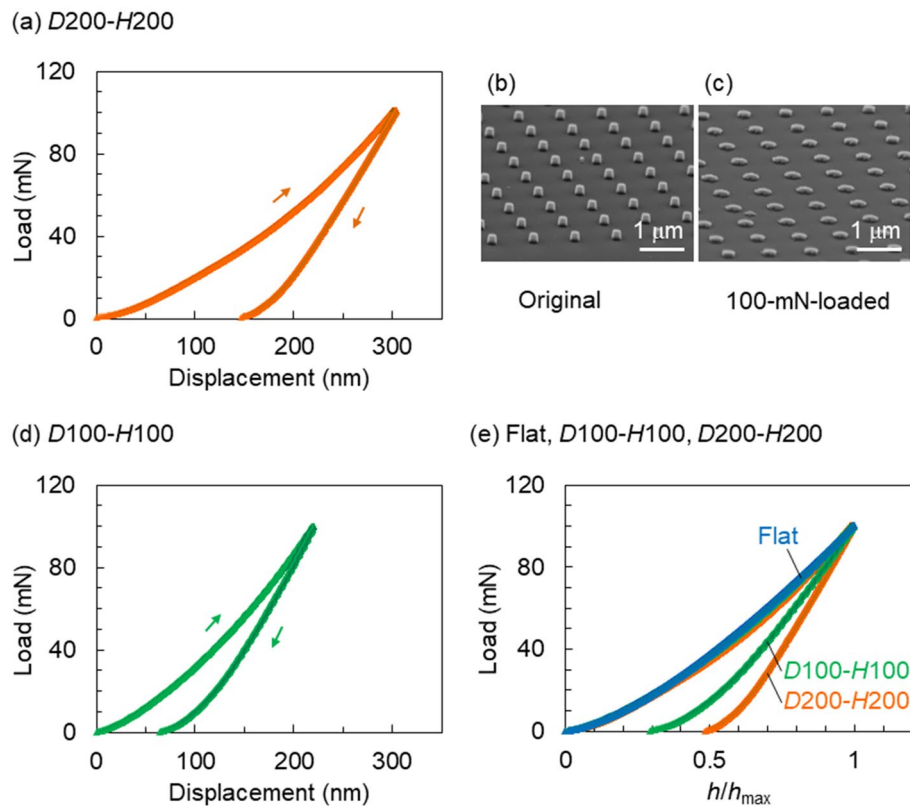 (a) D200-H200
120
80
40
0
Load (mN)
0 100 200 300
Displacement (nm)
(b)
1 μm
Original
(c)
1 μm
100-mN-loaded
(d) D100-H100
120
80
40
0
Load (mN)
0 100 200 300
Displacement (nm)
(e) Flat, D100-H100, D200-H200
120
80
40
0
Load (mN)
Flat
D100-H100
D200-H200
0 0.5 1
h/hmax